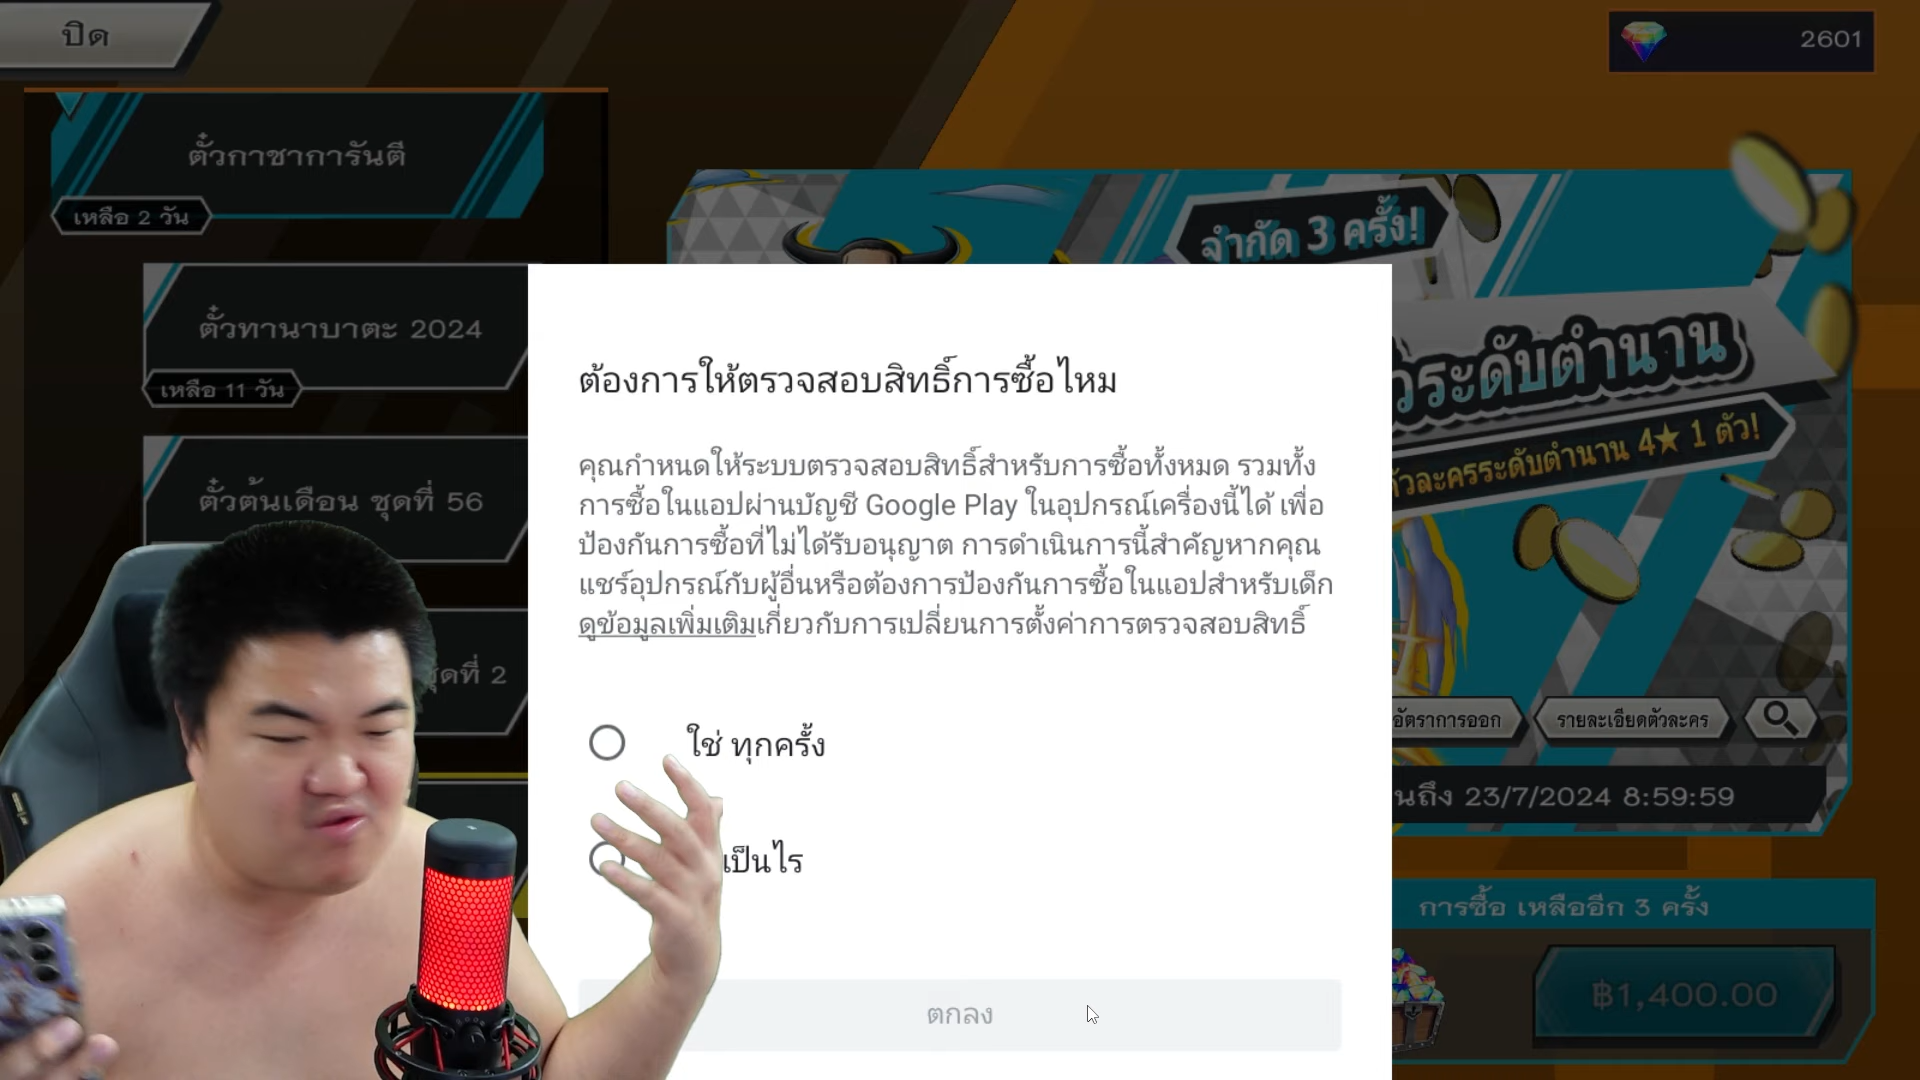 ปิด
2601
ตั๋วกาชาการันตี
เหลือ 2 วัน
ตั๋วทานาบาตะ 2024
เหลือ 11 วัน
ตั๋วต้นเดือน ชุดที่ 56
ชุดที่ 2
จำกัด 3 ครั้ง!
ระดับตำนาน
ตัวละครระดับตำนาน 4★ 1 ตัว!
ต้องการให้ตรวจสอบสิทธิ์การซื้อไหม
คุณกำหนดให้ระบบตรวจสอบสิทธิ์สำหรับการซื้อทั้งหมด รวมทั้ง
การซื้อในแอปผ่านบัญชี Google Play ในอุปกรณ์เครื่องนี้ได้ เพื่อ
ป้องกันการซื้อที่ไม่ได้รับอนุญาต การดำเนินการนี้สำคัญหากคุณ
แชร์อุปกรณ์กับผู้อื่นหรือต้องการป้องกันการซื้อในแอปสำหรับเด็ก
ดูข้อมูลเพิ่มเติมเกี่ยวกับการเปลี่ยนการตั้งค่าการตรวจสอบสิทธิ์
ใช่ ทุกครั้ง
เป็นไร
ตกลง
อัตราการออก
รายละเอียดตัวละคร
นถึง 23/7/2024 8:59:59
การซื้อ เหลืออีก 3 ครั้ง
฿1,400.00